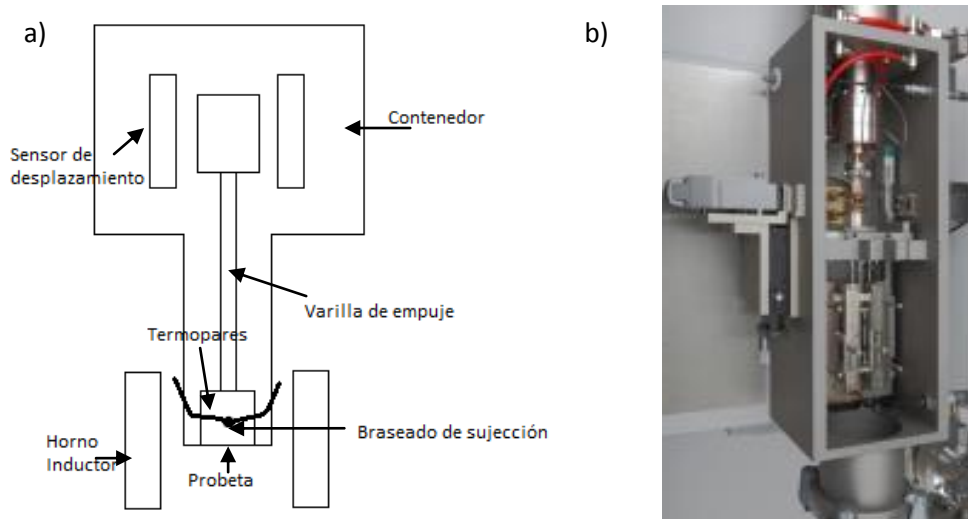 a)
b)
Contenedor
Sensor de
desplazamiento
Varilla de empuje
Termopares
Braseado de sujección
Horno
Inductor
Probeta